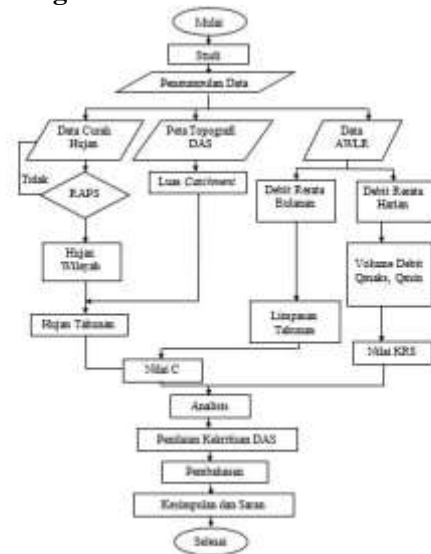 Mulai
Studi
Pengumpulan Data
Data Curah
Hujan
Peta Topografi
DAS
Data
AWLR
Tidak
RAPS
Luas Catchment
Debit Rerata
Bulanan
Debit Rerata
Harian
Hujan
Wilayah
Volume Debit
Qmaks, Qmin
Hujan Tahunan
Limpasan
Tahunan
Nilai C
Nilai KRS
Analisis
Penilaian Kekritisan DAS
Pembahasan
Kesimpulan dan Saran
Selesai